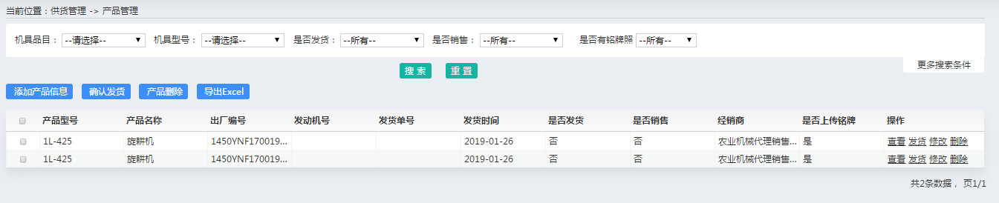 当前位置：供货管理 -> 产品管理
机具品目： --请选择-- 机具型号： --请选择-- 是否发货： --所有-- 是否销售： --所有-- 是否有铭牌照 --所有--
更多搜索条件
搜 索 重 置
添加产品信息 确认发货 产品删除 导出Excel
产品型号 产品名称 出厂编号 发动机号 发货单号 发货时间 是否发货 是否销售 经销商 是否上传铭牌 操作
1L-425 旋耕机 1450YNF170019... 2019-01-26 否 否 农业机械代理销售... 是 查看 发货 修改 删除
1L-425 旋耕机 1450YNF170019... 2019-01-26 否 否 农业机械代理销售... 是 查看 发货 修改 删除
共2条数据 ，页1/1